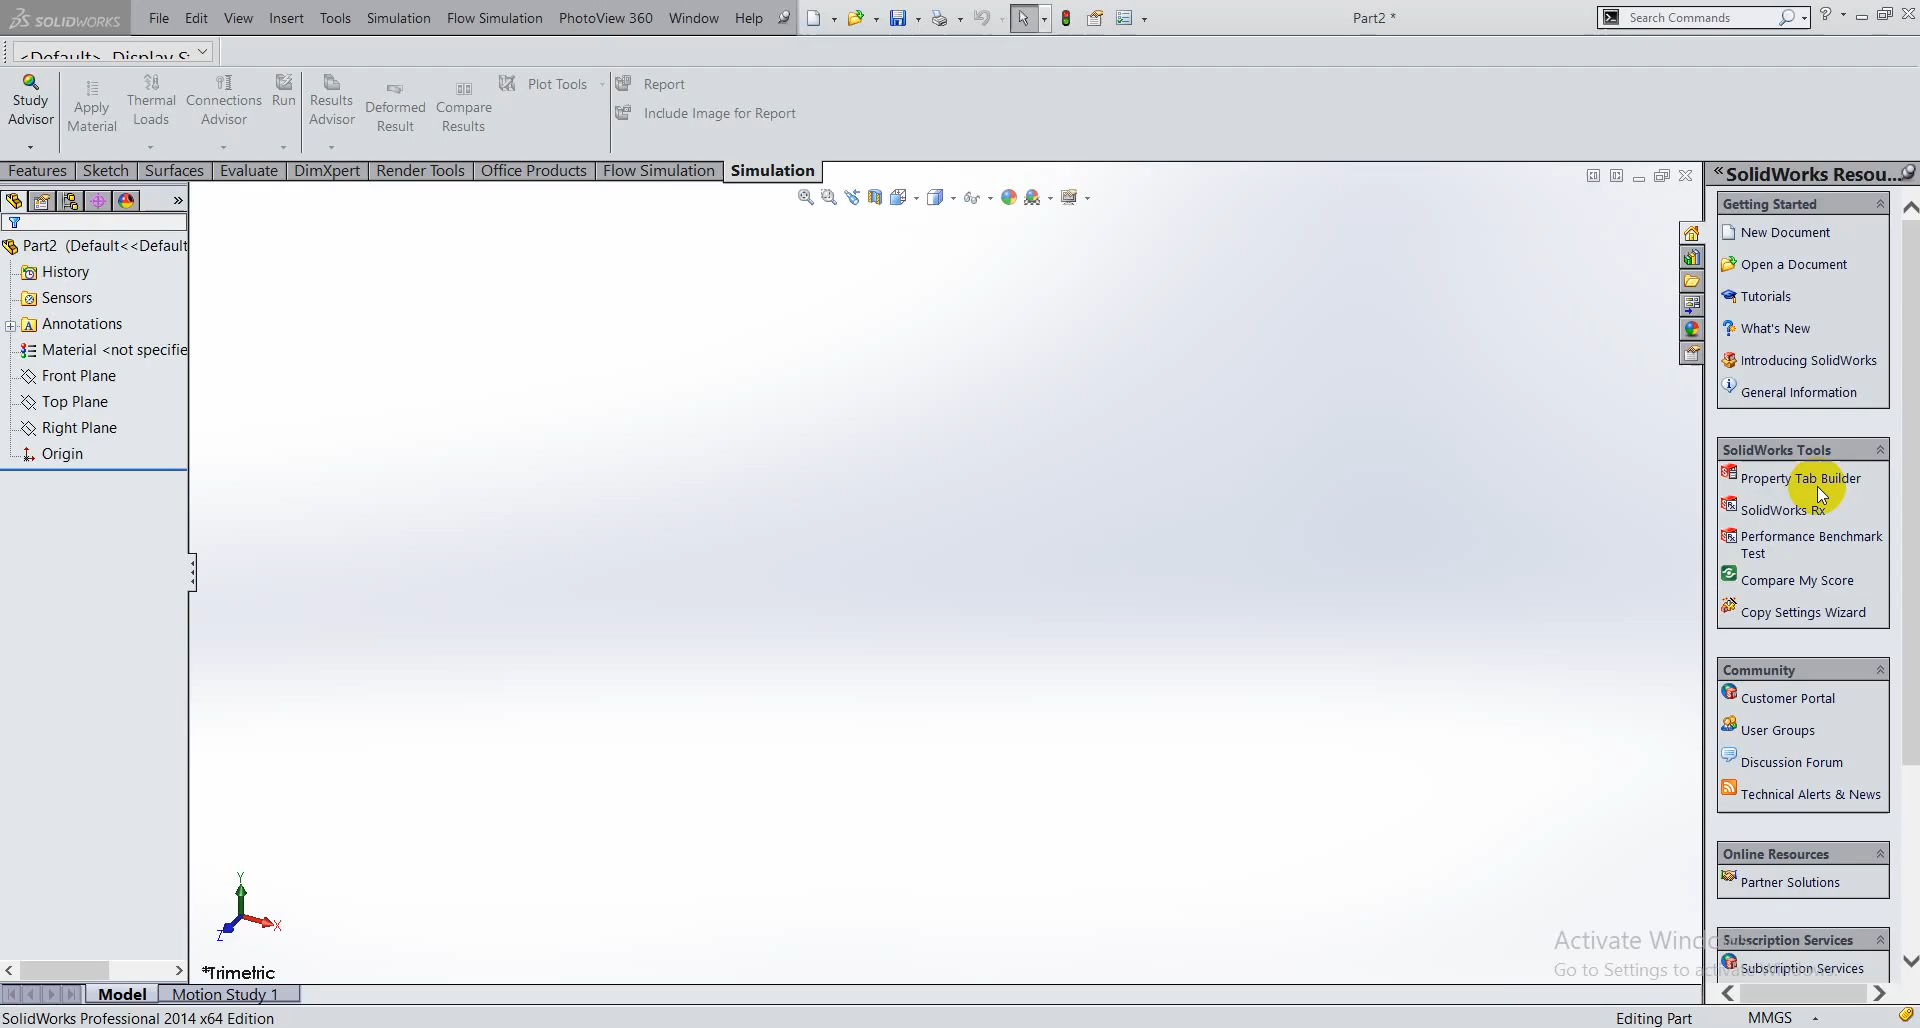 SOLIDWORKS File Edit View Insert Tools Simulation Flow Simulation PhotoView 360 Window Help Part2 * Search Commands ?
<Default>_Display S
Study Advisor
Apply Material
Thermal Loads
Connections Advisor
Run
Results Advisor
Deformed Result
Compare Results
Plot Tools
Report
Include Image for Report
Features Sketch Surfaces Evaluate DimXpert Render Tools Office Products Flow Simulation Simulation
Part2 (Default<<Default
History
Sensors
Annotations
Material <not specifie
Front Plane
Top Plane
Right Plane
Origin
Y
X
Z
*Trimetric
SolidWorks Resou...
Getting Started
New Document
Open a Document
Tutorials
What's New
Introducing SolidWorks
General Information
SolidWorks Tools
Property Tab Builder
SolidWorks Rx
Performance Benchmark
Test
Compare My Score
Copy Settings Wizard
Community
Customer Portal
User Groups
Discussion Forum
Technical Alerts & News
Online Resources
Partner Solutions
Subscription Services
Subscription Services
Activate Windo
Go to Settings to activate Windows.
Model Motion Study 1
SolidWorks Professional 2014 x64 Edition Editing Part MMGS